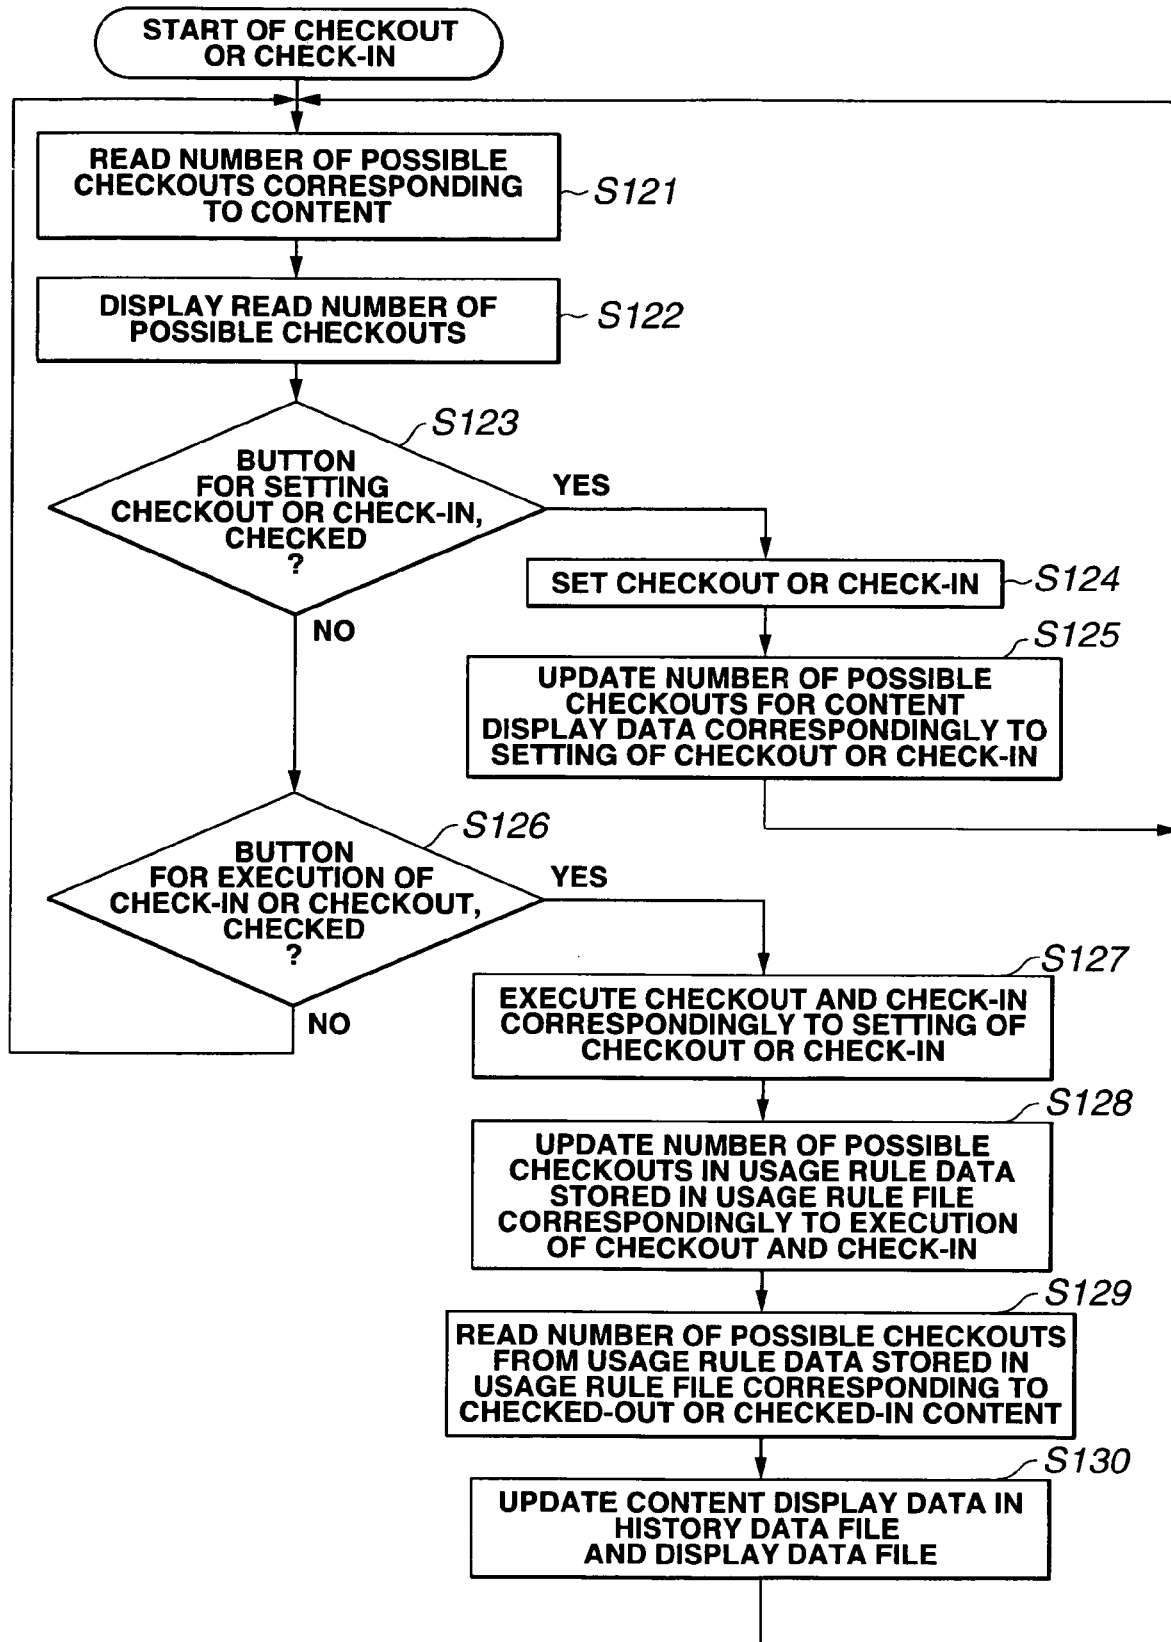 START OF CHECKOUT
OR CHECK-IN
READ NUMBER OF POSSIBLE
CHECKOUTS CORRESPONDING
TO CONTENT
S121
DISPLAY READ NUMBER OF
POSSIBLE CHECKOUTS
S122
S123
BUTTON
FOR SETTING
CHECKOUT OR CHECK-IN,
CHECKED
?
YES
NO
SET CHECKOUT OR CHECK-IN
S124
S125
UPDATE NUMBER OF POSSIBLE
CHECKOUTS FOR CONTENT
DISPLAY DATA CORRESPONDINGLY TO
SETTING OF CHECKOUT OR CHECK-IN
S126
BUTTON
FOR EXECUTION OF
CHECK-IN OR CHECKOUT,
CHECKED
?
YES
NO
S127
EXECUTE CHECKOUT AND CHECK-IN
CORRESPONDINGLY TO SETTING OF
CHECKOUT OR CHECK-IN
S128
UPDATE NUMBER OF POSSIBLE
CHECKOUTS IN USAGE RULE DATA
STORED IN USAGE RULE FILE
CORRESPONDINGLY TO EXECUTION
OF CHECKOUT AND CHECK-IN
S129
READ NUMBER OF POSSIBLE CHECKOUTS
FROM USAGE RULE DATA STORED IN
USAGE RULE FILE CORRESPONDING TO
CHECKED-OUT OR CHECKED-IN CONTENT
S130
UPDATE CONTENT DISPLAY DATA IN
HISTORY DATA FILE
AND DISPLAY DATA FILE